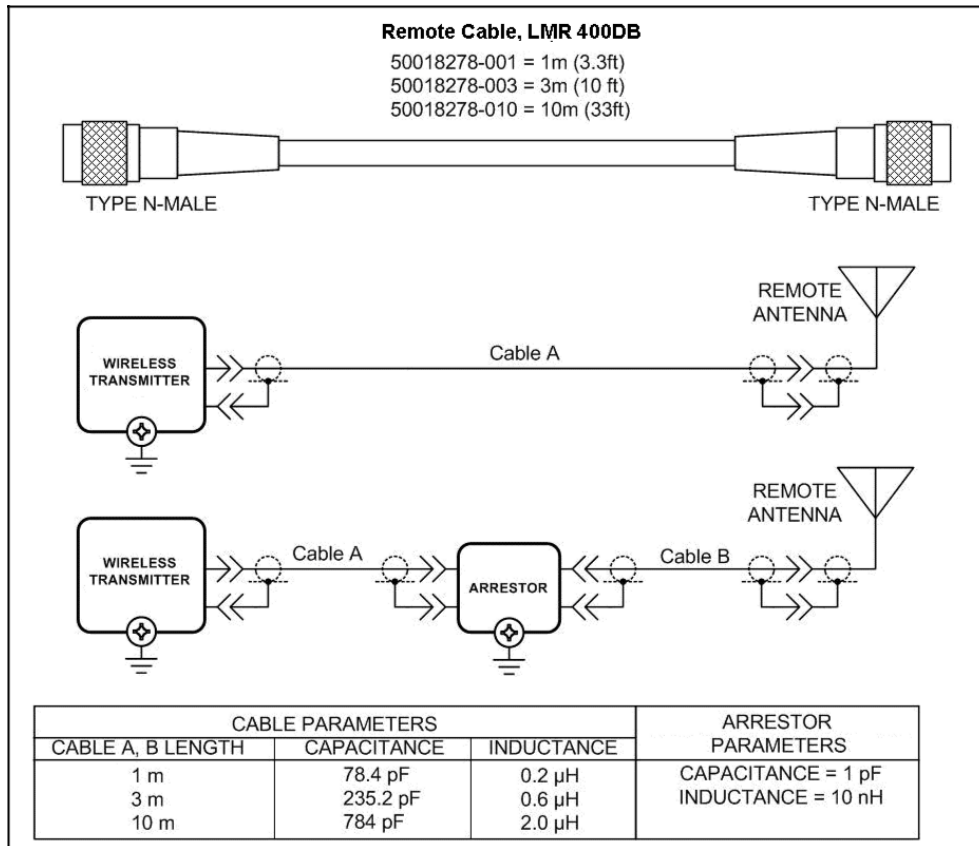 Remote Cable, LMR 400DB
50018278-001 = 1m (3.3ft)
50018278-003 = 3m (10 ft)
50018278-010 = 10m (33ft)
TYPE N-MALE
TYPE N-MALE
REMOTE
ANTENNA
WIRELESS
TRANSMITTER
Cable A
REMOTE
ANTENNA
WIRELESS
TRANSMITTER
Cable A
ARRESTOR
Cable B
CABLE PARAMETERS
ARRESTOR
PARAMETERS
CABLE A, B LENGTH CAPACITANCE INDUCTANCE
1 m 78.4 pF 0.2 µH
3 m 235.2 pF 0.6 µH
10 m 784 pF 2.0 µH
CAPACITANCE = 1 pF
INDUCTANCE = 10 nH